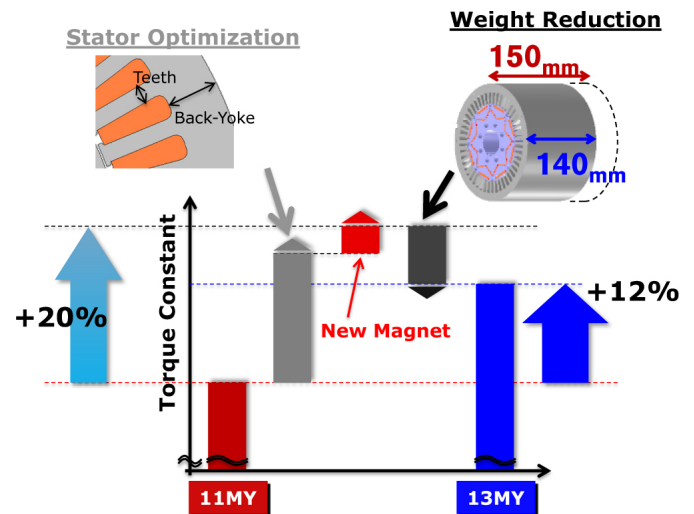 Stator Optimization
Weight Reduction
Teeth
Back-Yoke
150mm
140mm
+20%
Torque Constant
New Magnet
+12%
11MY
13MY